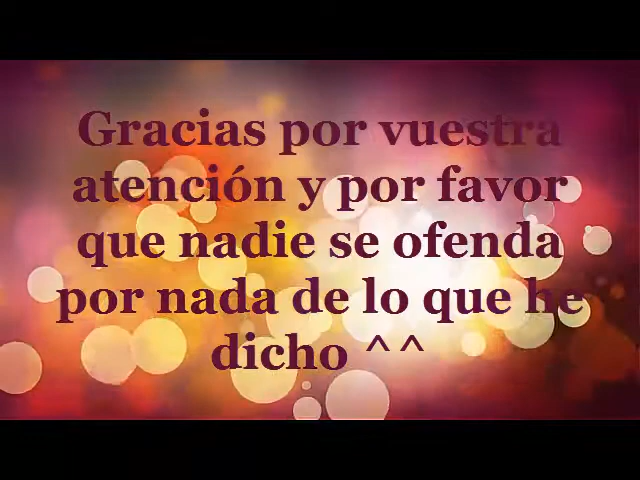 Gracias por vuestra
atención y por favor
que nadie se ofenda
por nada de lo que he
dicho ^^